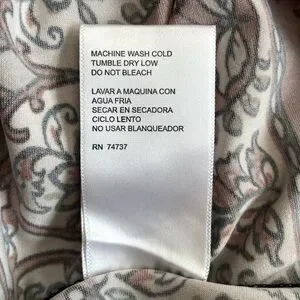 MACHINE WASH COLD
TUMBLE DRY LOW
DO NOT BLEACH
LAVAR A MAQUINA CON
AGUA FRIA
SECAR EN SECADORA
CICLO LENTO
NO USAR BLANQUEADOR
RN 74737